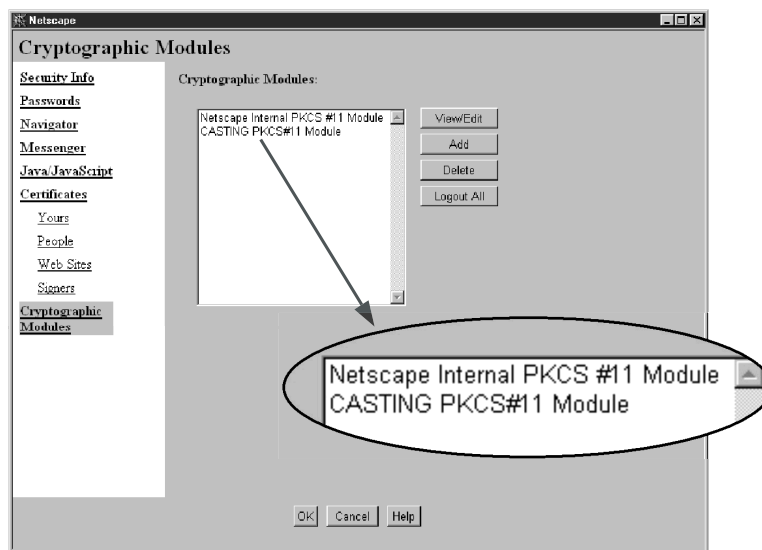 Netscape
Cryptographic Modules
Security Info
Passwords
Navigator
Messenger
Java/JavaScript
Certificates
Yours
People
Web Sites
Signers
Cryptographic
Modules
Cryptographic Modules:
Netscape Internal PKCS #11 Module
CASTING PKCS#11 Module
View/Edit
Add
Delete
Logout All
Netscape Internal PKCS #11 Module
CASTING PKCS#11 Module
OK Cancel Help